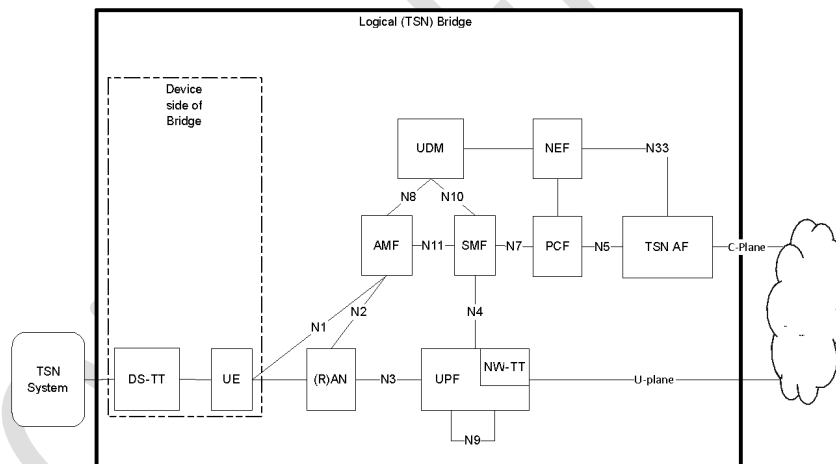 Logical (TSN) Bridge
Device
side of
Bridge
UDM
NEF
N33
N8
N10
AMF
N11
SMF
N7
PCF
N5
TSN AF
C-Plane
N1
N2
N4
TSN
System
DS-TT
UE
(R)AN
N3
UPF
NW-TT
U-plane
N9